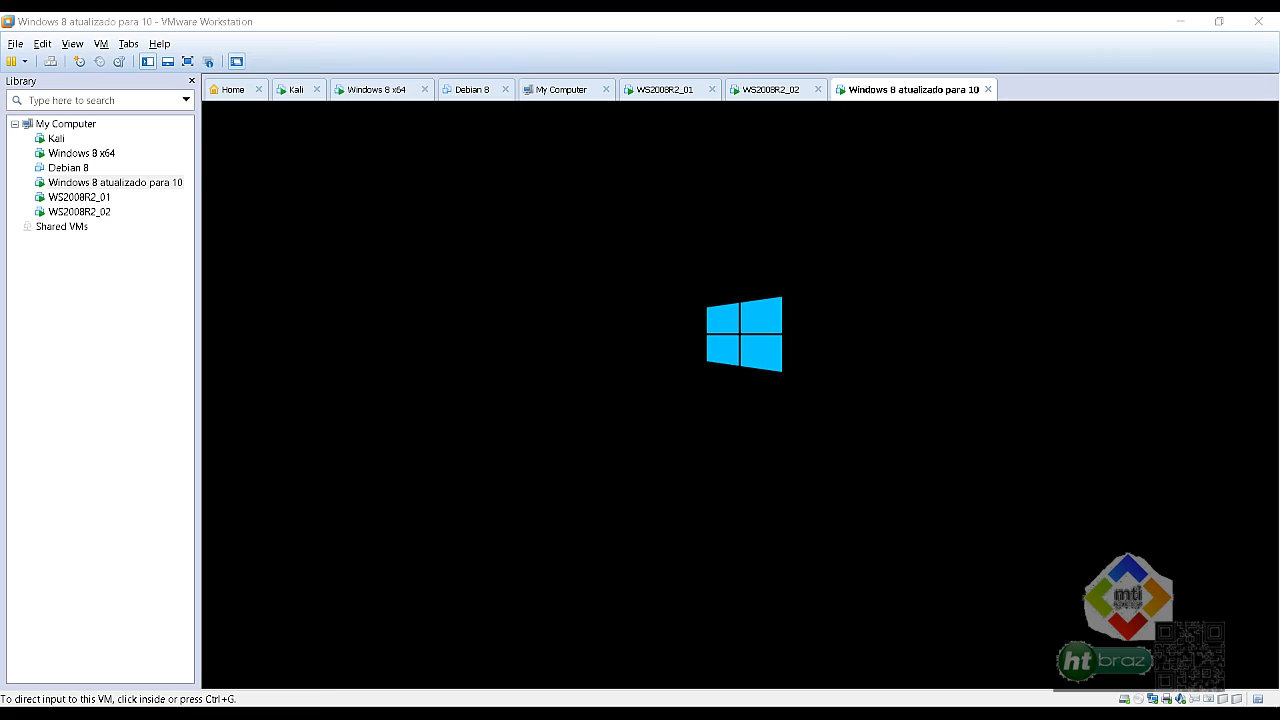 Windows 8 atualizado para 10 - VMware Workstation
File Edit View VM Tabs Help
Library
Type here to search
My Computer
Kali
Windows 8 x64
Debian 8
Windows 8 atualizado para 10
WS2008R2_01
WS2008R2_02
Shared VMs
Home Kali Windows 8 x64 Debian 8 My Computer WS2008R2_01 WS2008R2_02 Windows 8 atualizado para 10
mti
ht braz
To direct input to this VM, click inside or press Ctrl+G.